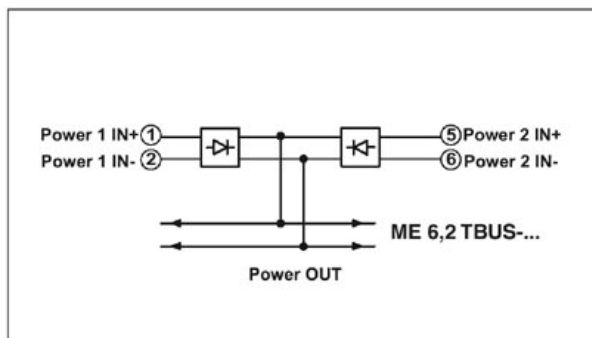 Power 1 IN+ 1 5 Power 2 IN+
Power 1 IN- 2 6 Power 2 IN-
ME 6,2 TBUS-...
Power OUT